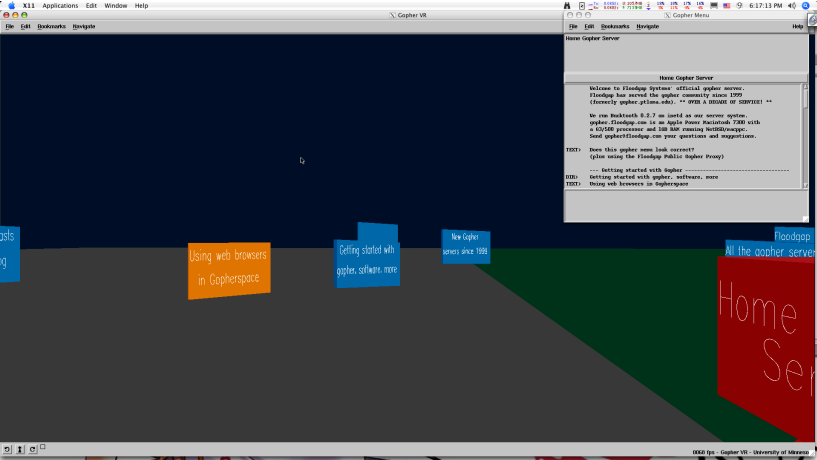 X11 Applications Edit Window Help
6:17:13 PM
Gopher VR
File Edit Bookmarks Navigate
Gopher Menu
File Edit Bookmarks Navigate Help
Home Gopher Server
Home Gopher Server
Welcome to Floodgap Systems' official gopher server.
Floodgap has served the gopher community since 1999
(formerly gopher.ptloma.edu). ** OVER A DECADE OF SERVICE! **
We run Bucktooth 0.2.7 on inetd as our server system.
gopher.floodgap.com is an Apple Power Macintosh 7300 with
a G3/500 processor and 1GB RAM running NetBSD/macppc.
Send gopher@floodgap.com your questions and suggestions.
TEXT> Does this gopher menu look correct?
(plus using the Floodgap Public Gopher Proxy)
--- Getting started with Gopher ---
DIR> Getting started with gopher, software, more
TEXT> Using web browsers in Gopherspace
asts
ng
Using web browsers
in Gopherspace
Getting started with
gopher, software, more
New Gopher
servers since 1999
Floodgap
All the gopher server
Home
Ser
0060 fps - Gopher VR - University of Minneso